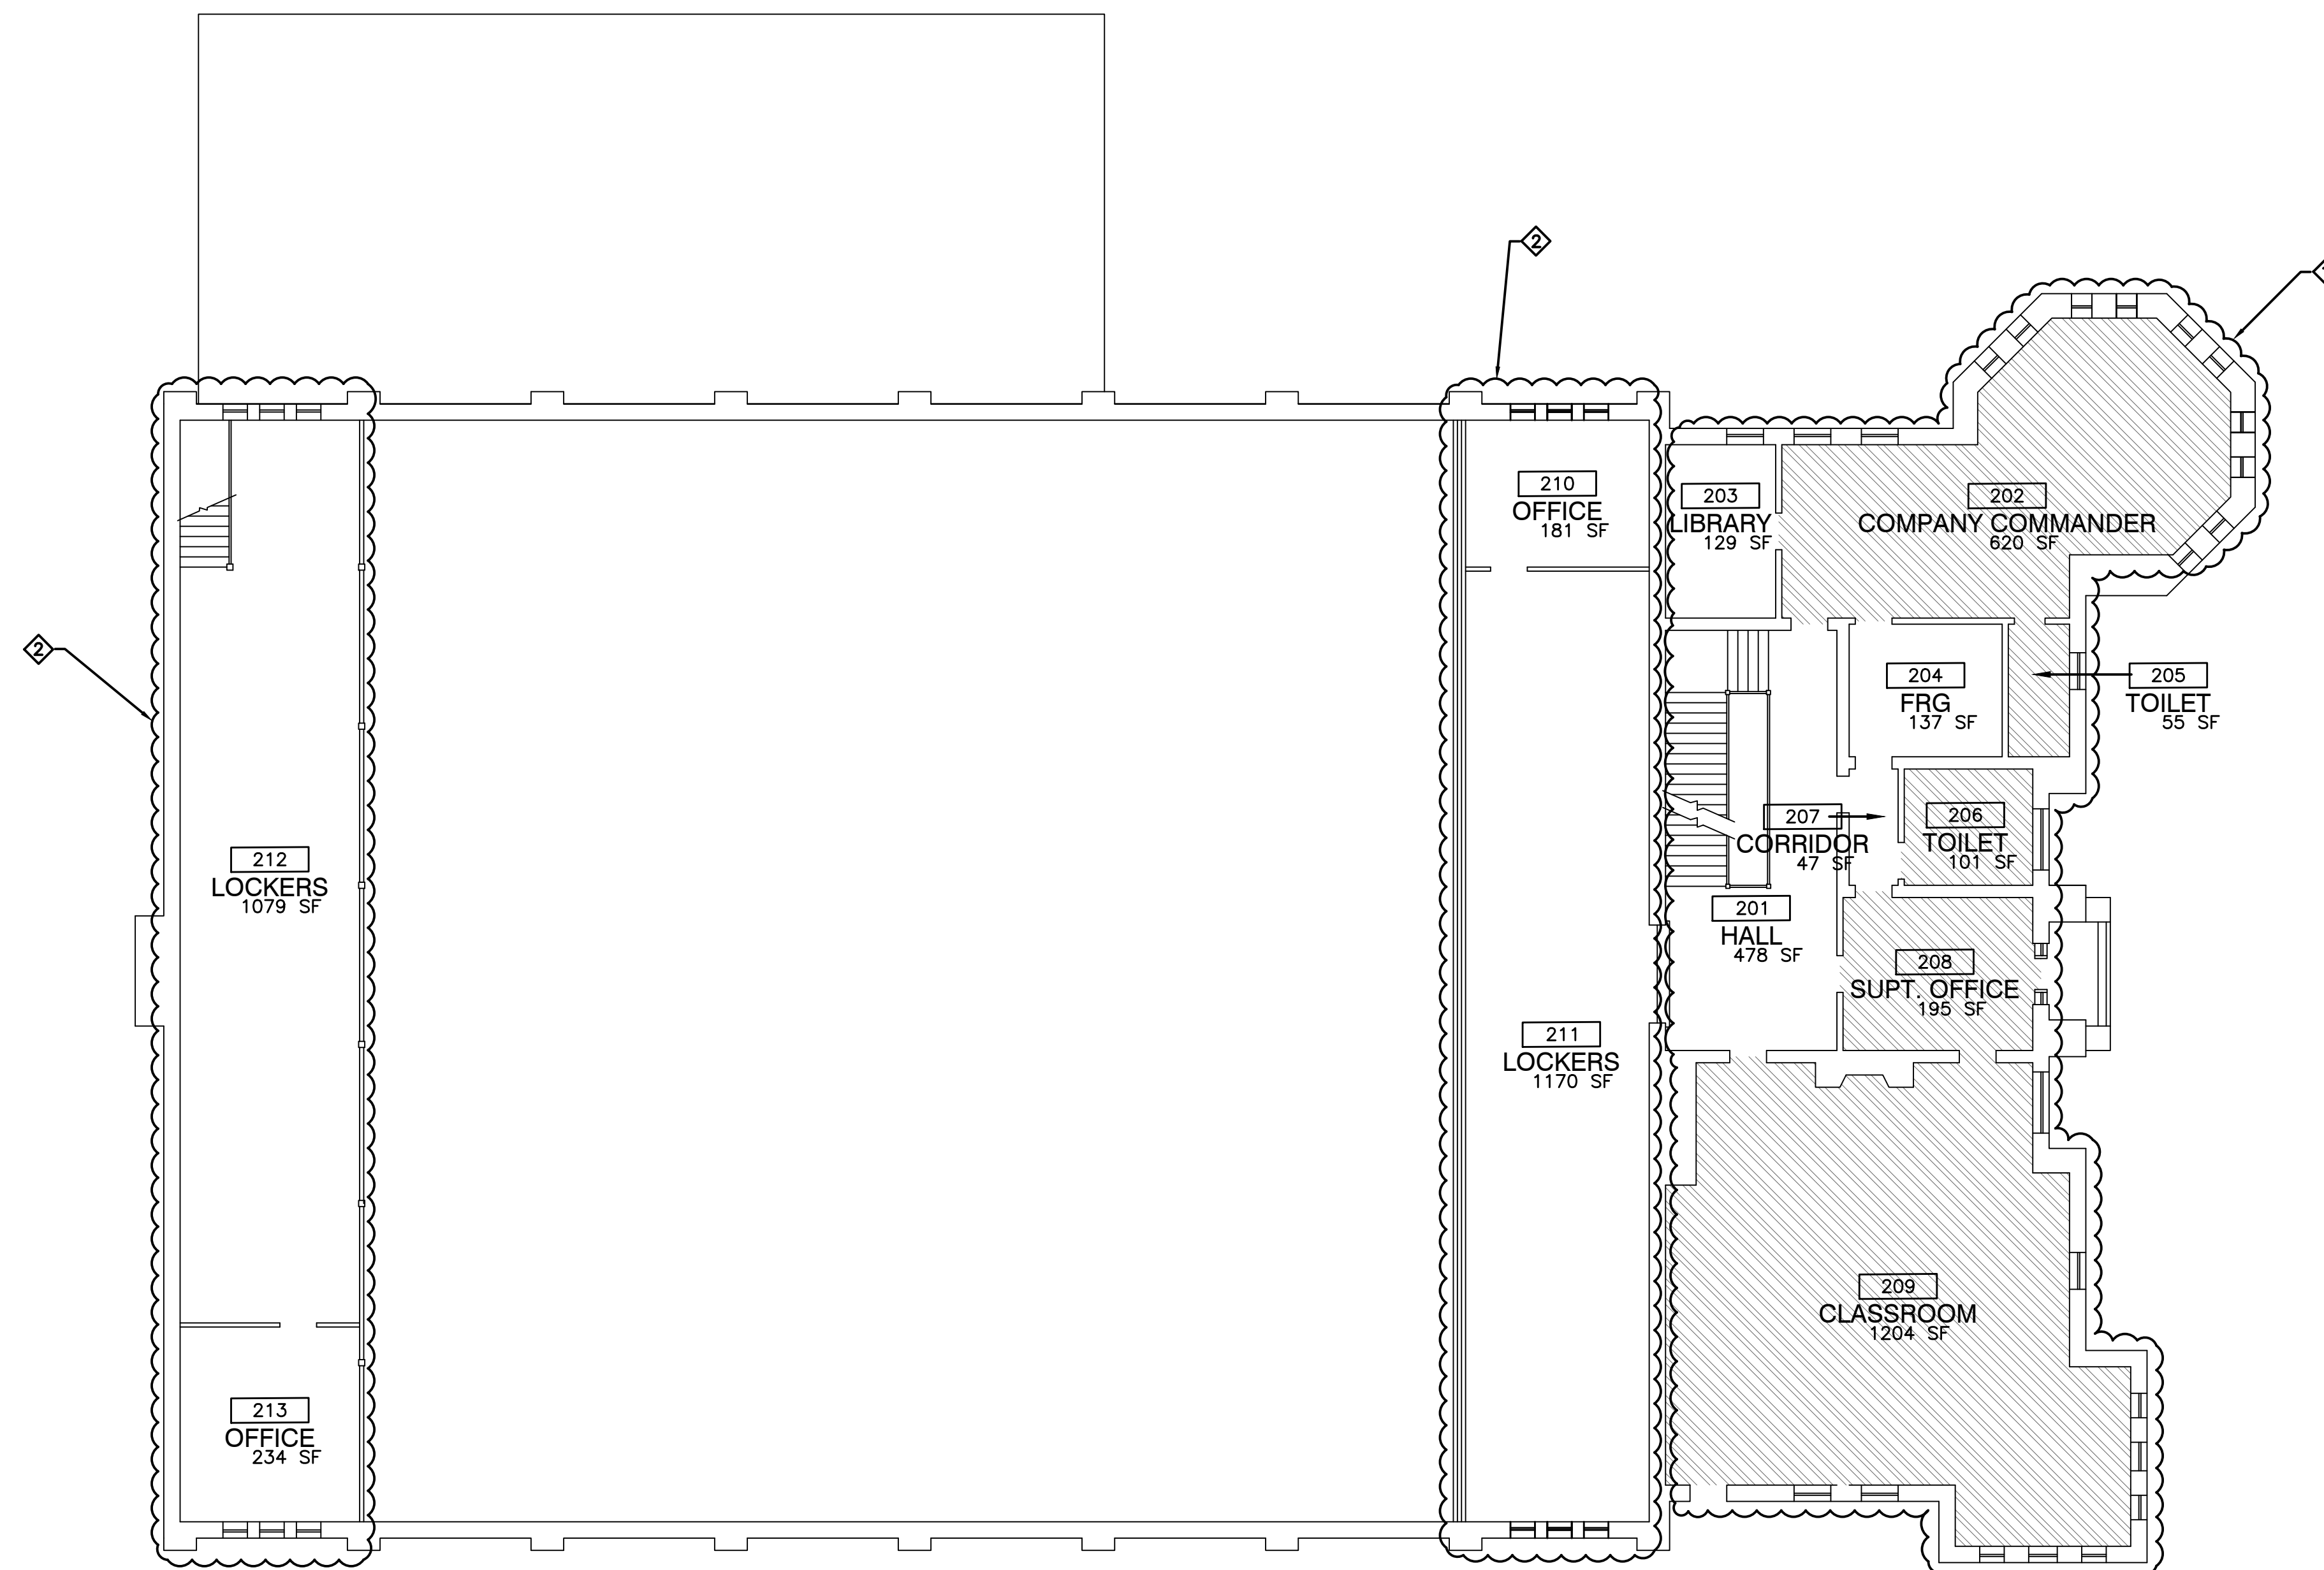 2
2
210
OFFICE
181 SF
203
LIBRARY
129 SF
202
COMPANY COMMANDER
620 SF
204
FRG
137 SF
205
TOILET
55 SF
207
CORRIDOR
47 SF
206
TOILET
101 SF
212
LOCKERS
1079 SF
201
HALL
478 SF
208
SUPT. OFFICE
195 SF
211
LOCKERS
1170 SF
209
CLASSROOM
1204 SF
213
OFFICE
234 SF